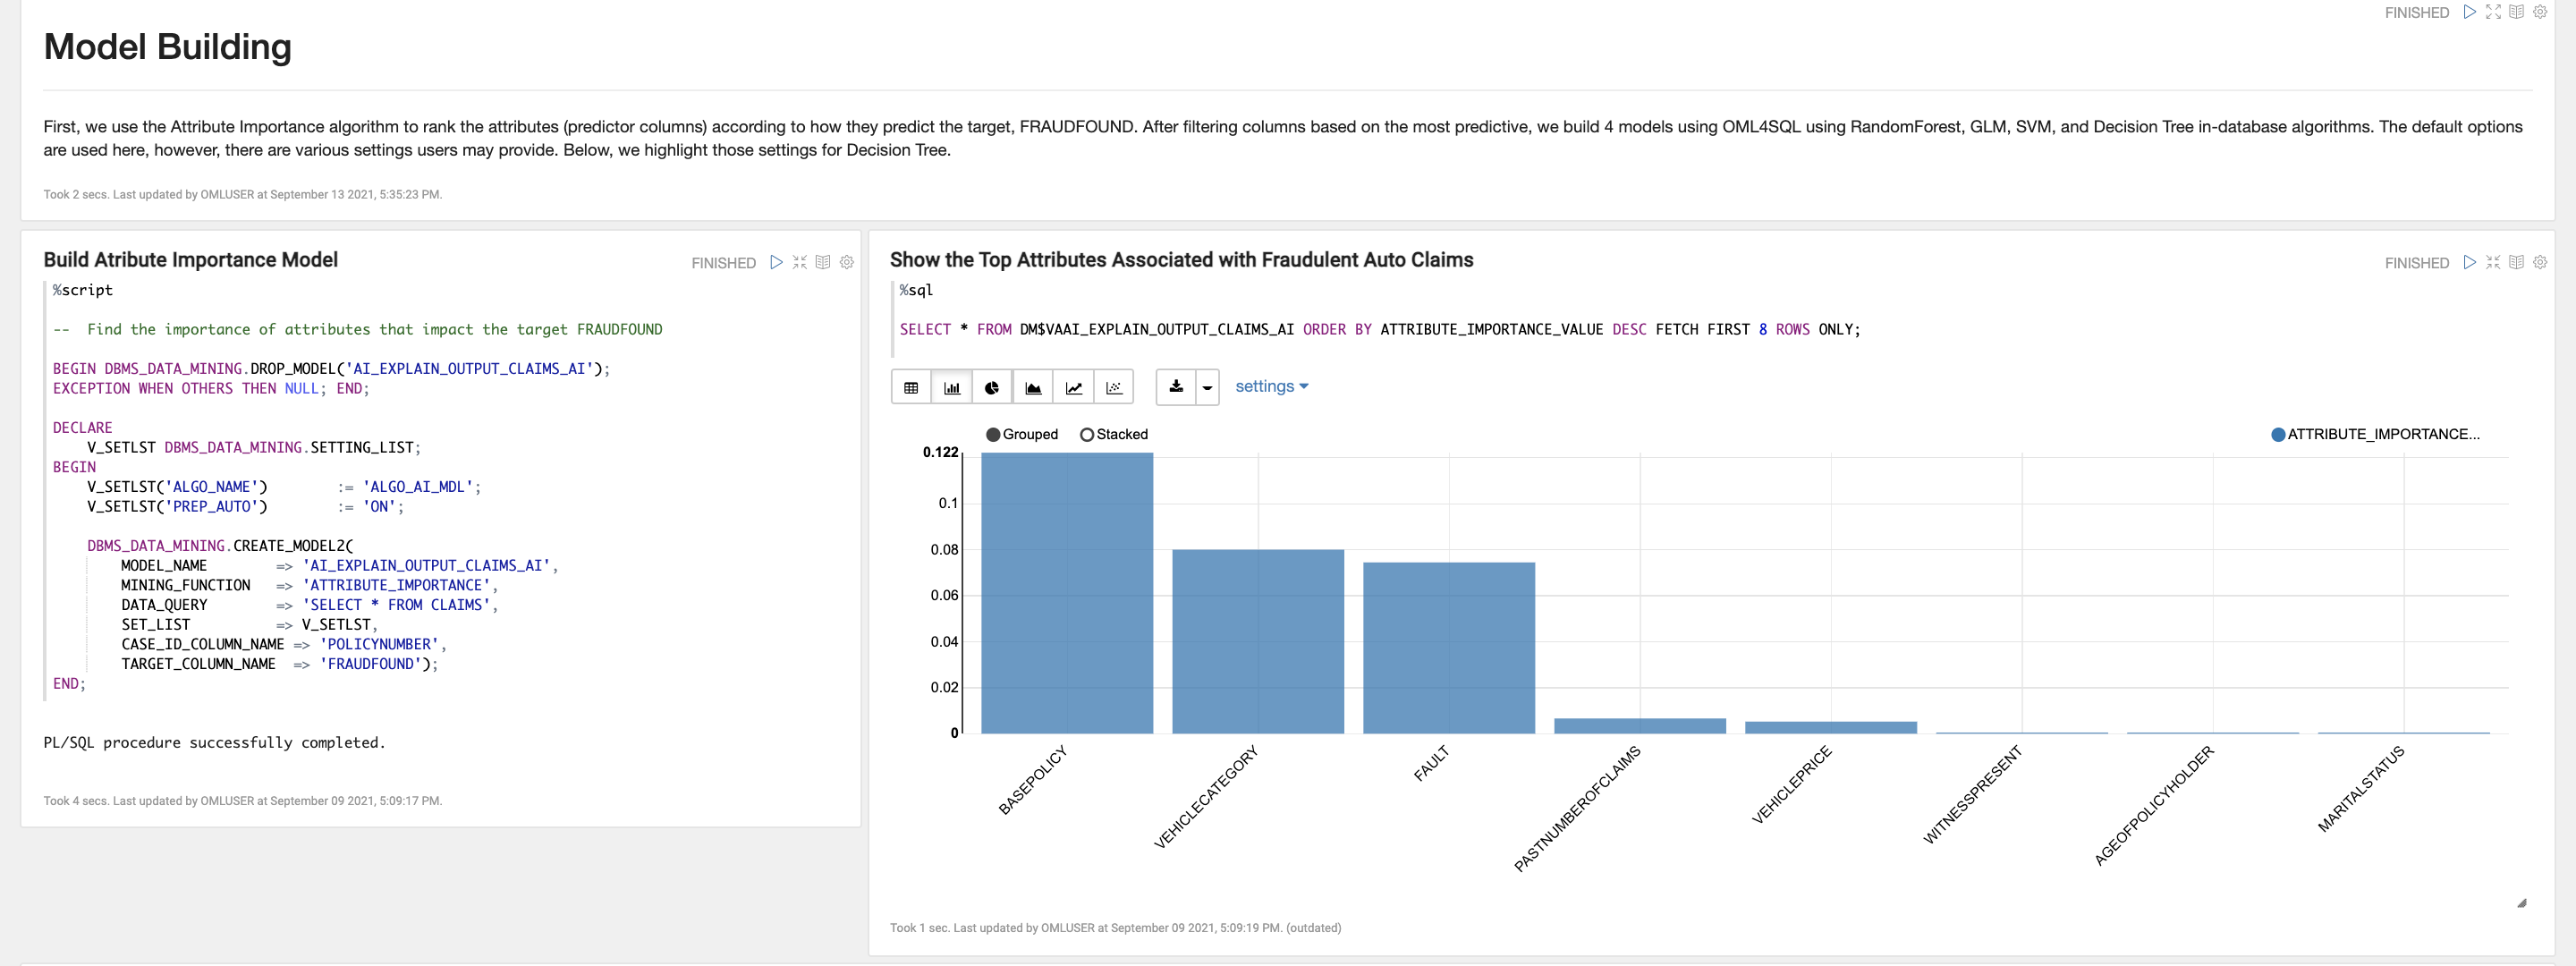 FINISHED
Model Building
First, we use the Attribute Importance algorithm to rank the attributes (predictor columns) according to how they predict the target, FRAUDFOUND. After filtering columns based on the most predictive, we build 4 models using OML4SQL using RandomForest, GLM, SVM, and Decision Tree in-database algorithms. The default options
are used here, however, there are various settings users may provide. Below, we highlight those settings for Decision Tree.
Took 2 secs. Last updated by OMLUSER at September 13 2021, 5:35:23 PM.
Build Atribute Importance Model
FINISHED
%script
--  Find the importance of attributes that impact the target FRAUDFOUND
BEGIN DBMS_DATA_MINING.DROP_MODEL('AI_EXPLAIN_OUTPUT_CLAIMS_AI');
EXCEPTION WHEN OTHERS THEN NULL; END;
DECLARE
    V_SETLST DBMS_DATA_MINING.SETTING_LIST;
BEGIN
    V_SETLST('ALGO_NAME')        := 'ALGO_AI_MDL';
    V_SETLST('PREP_AUTO')        := 'ON';
    DBMS_DATA_MINING.CREATE_MODEL2(
        MODEL_NAME        => 'AI_EXPLAIN_OUTPUT_CLAIMS_AI',
        MINING_FUNCTION   => 'ATTRIBUTE_IMPORTANCE',
        DATA_QUERY        => 'SELECT * FROM CLAIMS',
        SET_LIST          => V_SETLST,
        CASE_ID_COLUMN_NAME => 'POLICYNUMBER',
        TARGET_COLUMN_NAME  => 'FRAUDFOUND');
END;
PL/SQL procedure successfully completed.
Took 4 secs. Last updated by OMLUSER at September 09 2021, 5:09:17 PM.
Show the Top Attributes Associated with Fraudulent Auto Claims
FINISHED
%sql
SELECT * FROM DM$VAAI_EXPLAIN_OUTPUT_CLAIMS_AI ORDER BY ATTRIBUTE_IMPORTANCE_VALUE DESC FETCH FIRST 8 ROWS ONLY;
settings
Grouped
Stacked
ATTRIBUTE_IMPORTANCE...
0.122
0.1
0.08
0.06
0.04
0.02
0
BASEPOLICY
VEHICLECATEGORY
FAULT
PASTNUMBEROFCLAIMS
VEHICLEPRICE
WITNESSPRESENT
AGEOFPOLICYHOLDER
MARITALSTATUS
Took 1 sec. Last updated by OMLUSER at September 09 2021, 5:09:19 PM. (outdated)